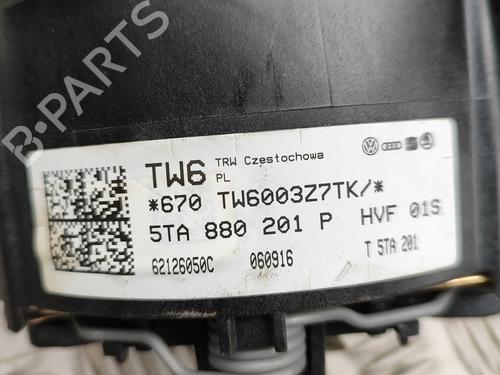 B-PARTS
TW6 TRW Czestochowa
PL
*670 TW6003Z7TK/*
5TA 880 201 P HVF 01S
62126050C 060916 T 5TA 201